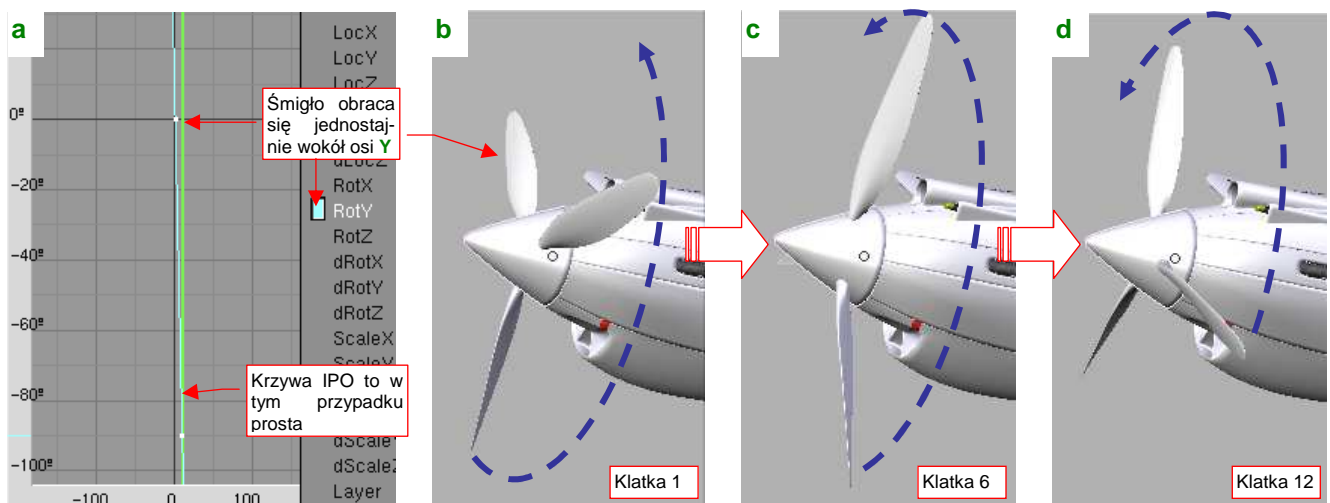 a
LocX
LocY
LocZ
Śmigło obraca
się jednostaj-
nie wokół osi Y
dLocZ
RotX
RotY
RotZ
dRotX
dRotY
dRotZ
ScaleX
ScaleY
Krzywa IPO to w
tym przypadku
prosta
dScaleZ
Layer
0º
-20º
-40º
-60º
-80º
-100º
-100 0 100
b
Klatka 1
c
Klatka 6
d
Klatka 12